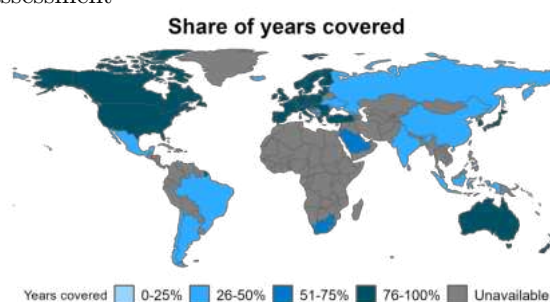 Share of years covered
Years covered 0-25% 26-50% 51-75% 76-100% Unavailable